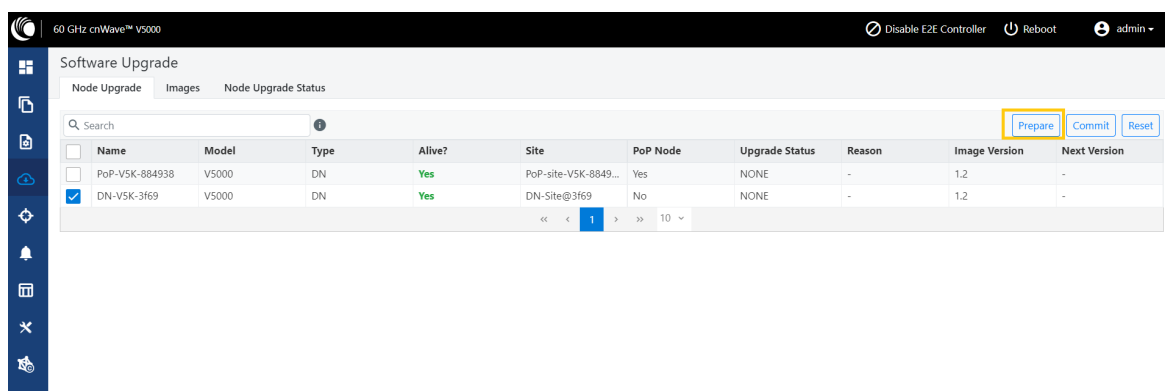 60 GHz cnWave™ V5000 Disable E2E Controller Reboot admin
Software Upgrade
Node Upgrade Images Node Upgrade Status
Search Prepare Commit Reset
Name Model Type Alive? Site PoP Node Upgrade Status Reason Image Version Next Version
PoP-V5K-884938 V5000 DN Yes PoP-site-V5K-8849... Yes NONE - 1.2 -
DN-V5K-3f69 V5000 DN Yes DN-Site@3f69 No NONE - 1.2 -
« ‹ 1 › » 10